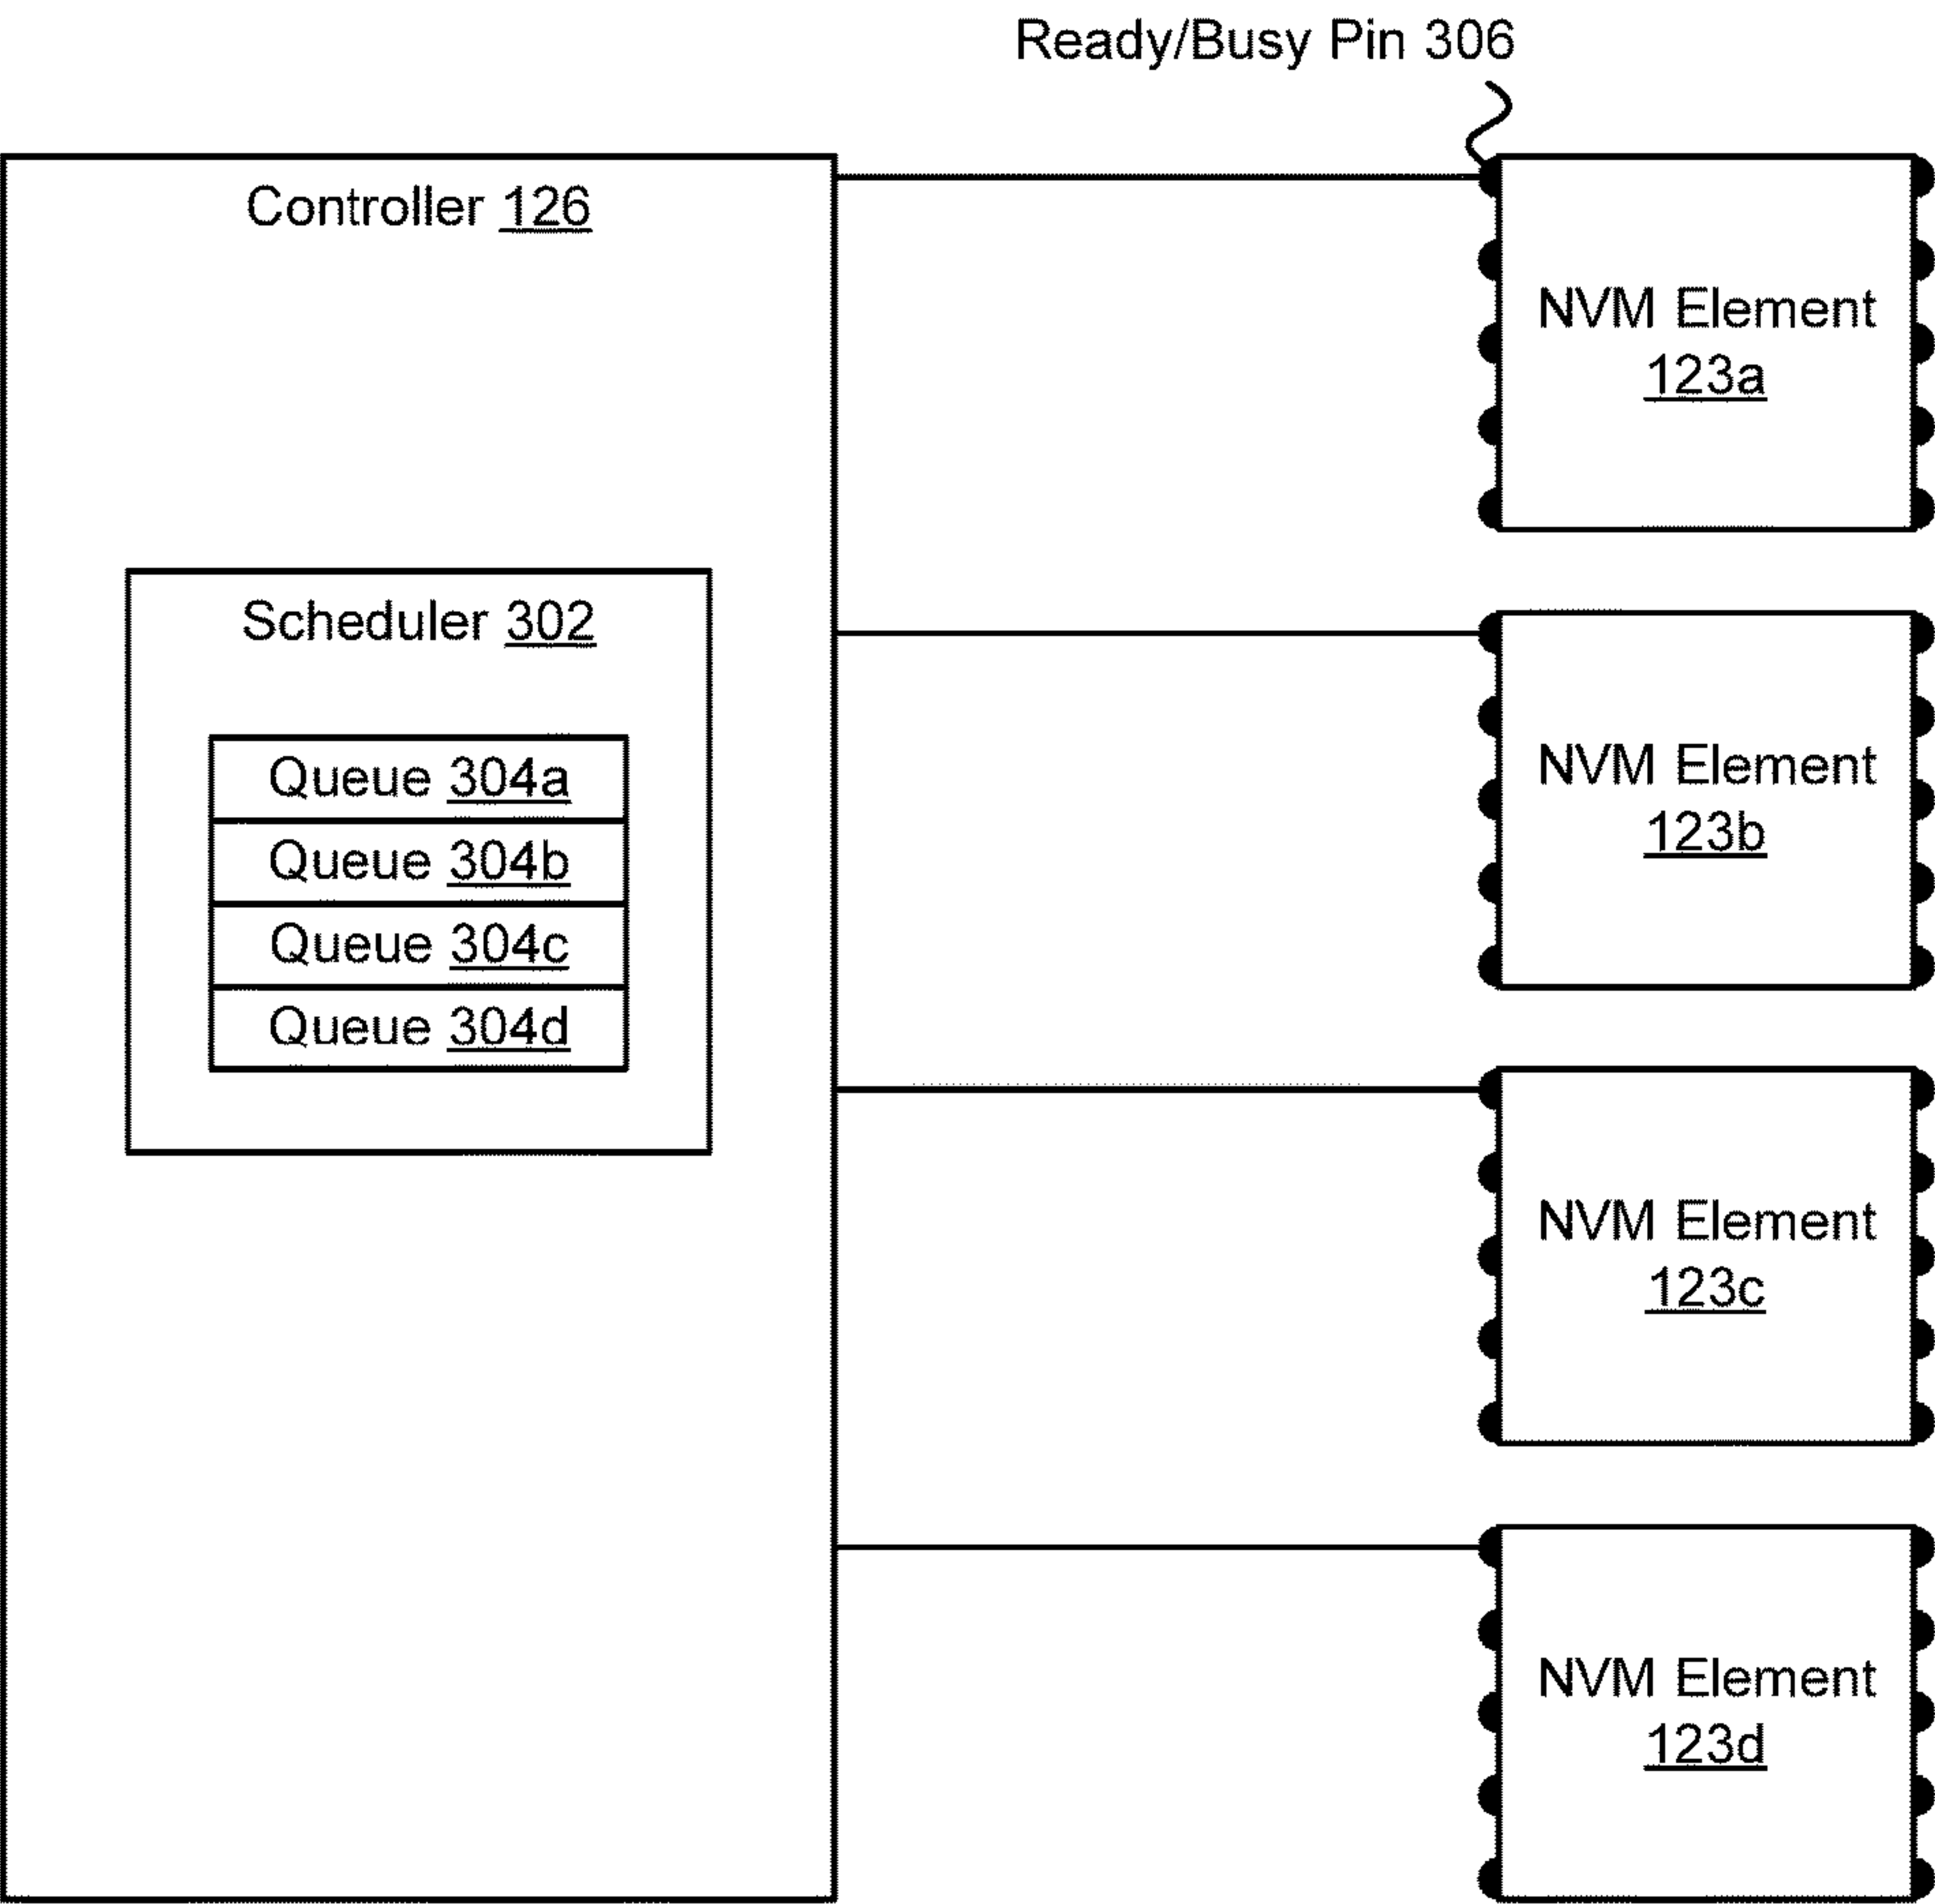 Ready/Busy Pin 306
Controller 126
Scheduler 302
Queue 304a
Queue 304b
Queue 304c
Queue 304d
NVM Element
123a
NVM Element
123b
NVM Element
123c
NVM Element
123d